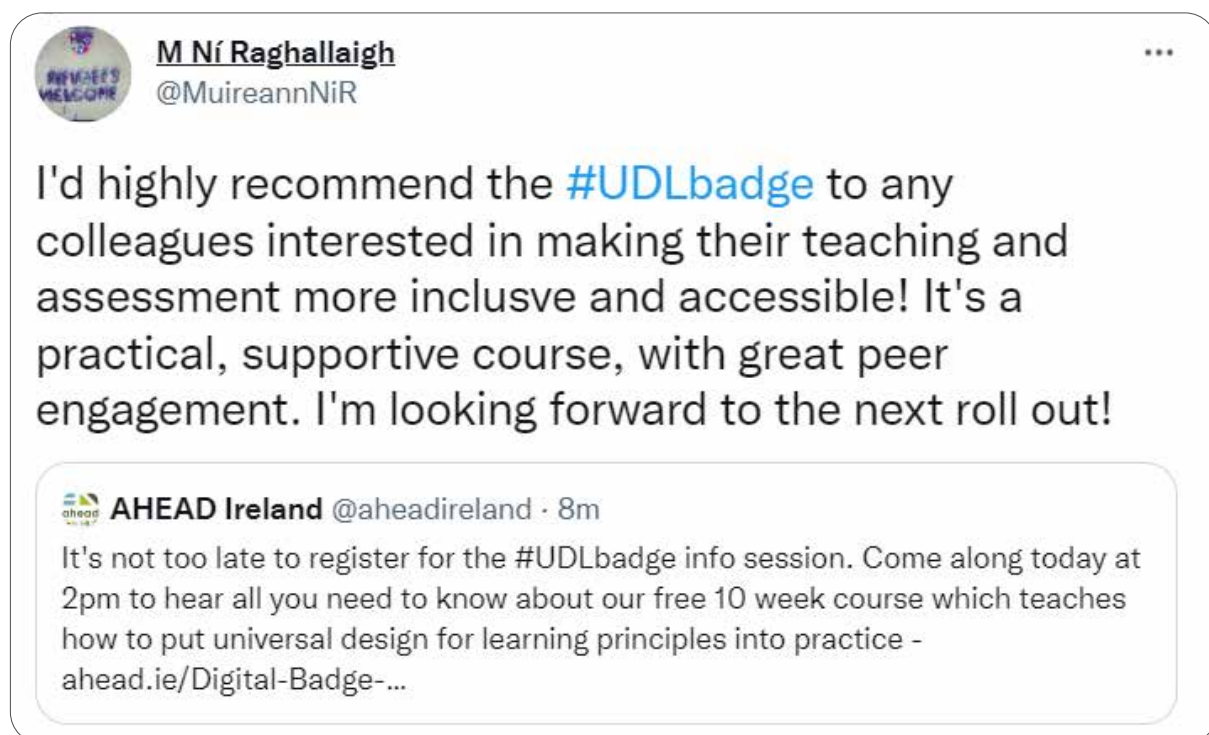 M Ní Raghallaigh
@MuireannNiR
REFUGEES
WELCOME
I'd highly recommend the #UDLbadge to any
colleagues interested in making their teaching and
assessment more inclusve and accessible! It's a
practical, supportive course, with great peer
engagement. I'm looking forward to the next roll out!
ahead
AHEAD Ireland @aheadireland · 8m
It's not too late to register for the #UDLbadge info session. Come along today at
2pm to hear all you need to know about our free 10 week course which teaches
how to put universal design for learning principles into practice -
ahead.ie/Digital-Badge-...